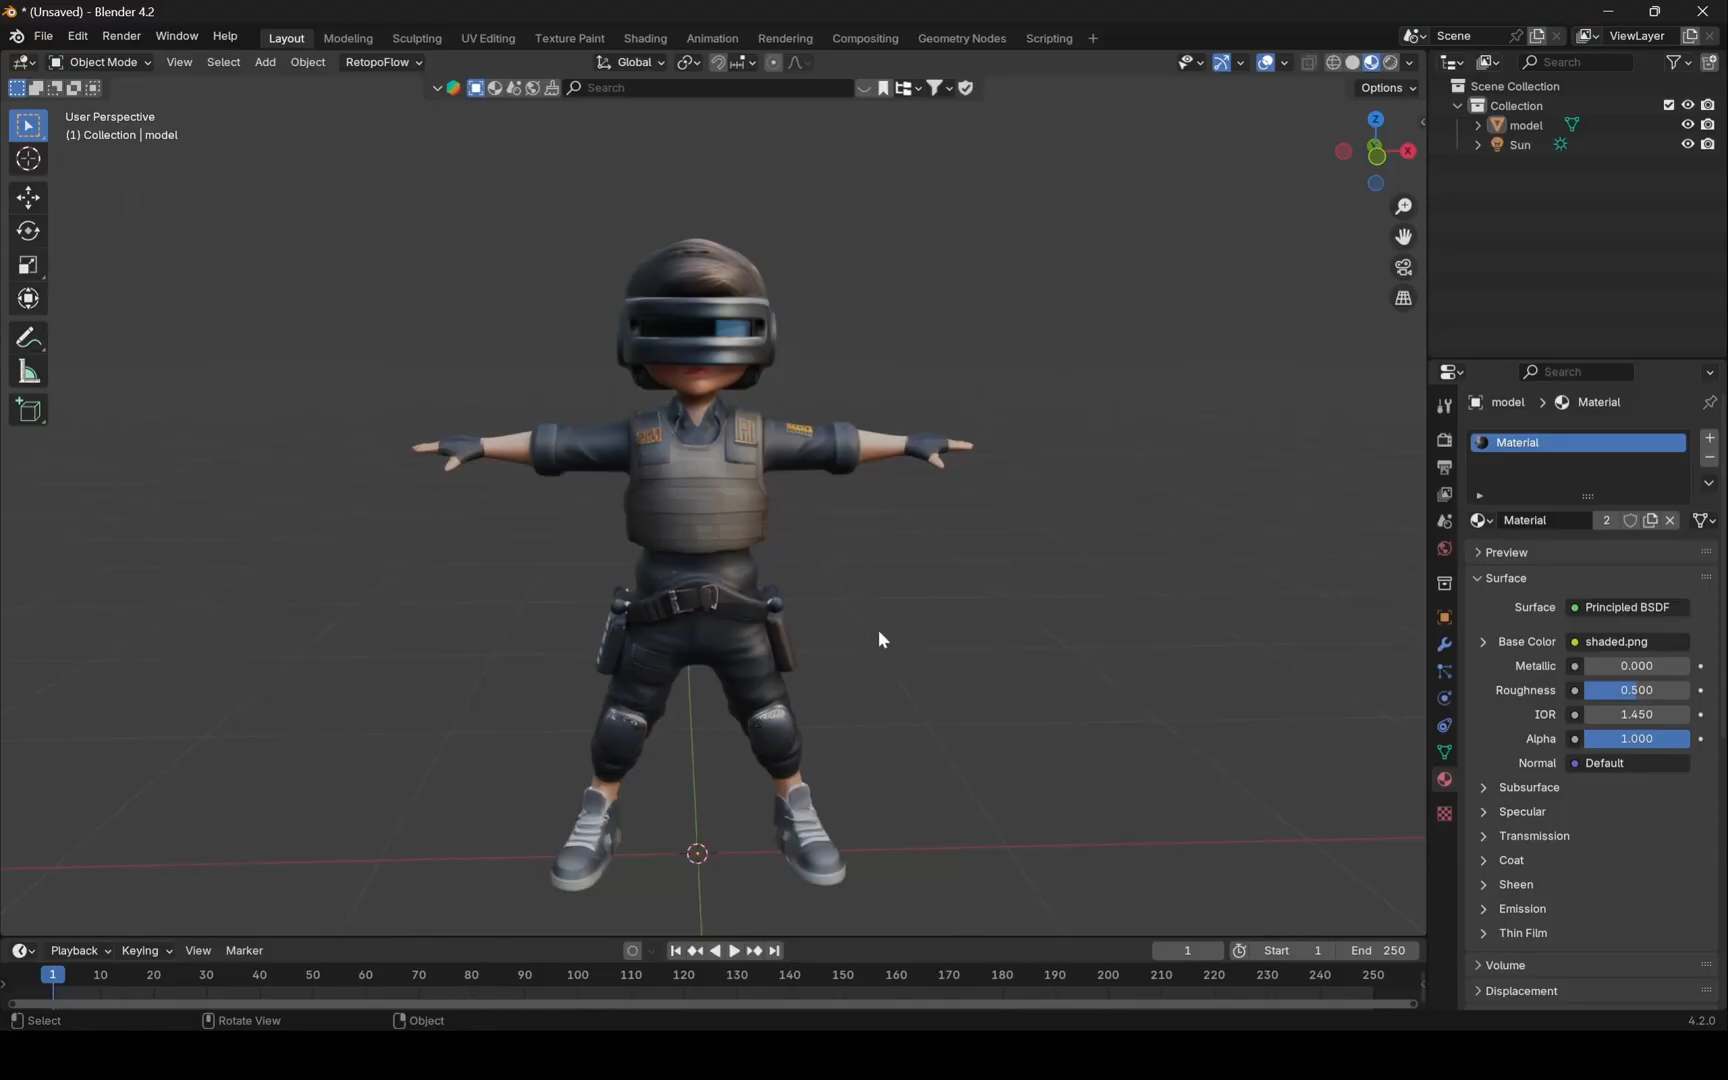 * (Unsaved) - Blender 4.2
File Edit Render Window Help Layout Modeling Sculpting UV Editing Texture Paint Shading Animation Rendering Compositing Geometry Nodes Scripting + Scene ViewLayer
Object Mode View Select Add Object RetopoFlow Global Search
Search Options
User Perspective
(1) Collection | model
Z
X
Scene Collection
Collection
model
Sun
Search
model > Material
Material
Material 2
Preview
Surface
Surface Principled BSDF
Base Color shaded.png
Metallic 0.000
Roughness 0.500
IOR 1.450
Alpha 1.000
Normal Default
Subsurface
Specular
Transmission
Coat
Sheen
Emission
Thin Film
Volume
Displacement
Playback Keying View Marker 1 Start 1 End 250
1 10 20 30 40 50 60 70 80 90 100 110 120 130 140 150 160 170 180 190 200 210 220 230 240 250
Select Rotate View Object 4.2.0